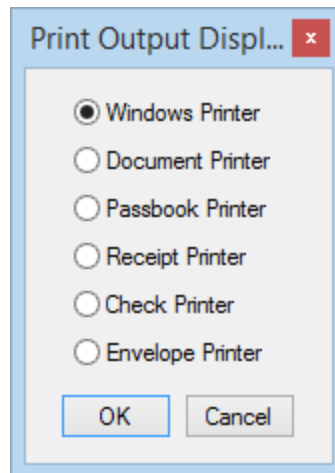 Print Output Displ...
x
Windows Printer
Document Printer
Passbook Printer
Receipt Printer
Check Printer
Envelope Printer
OK Cancel